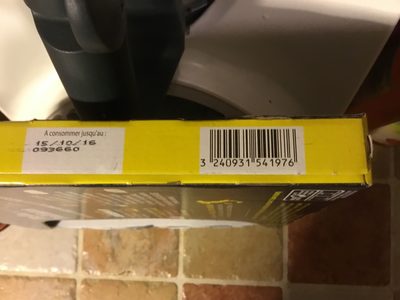 A consommer jusqu'au :
15/10/16
093660
3 240931 541976